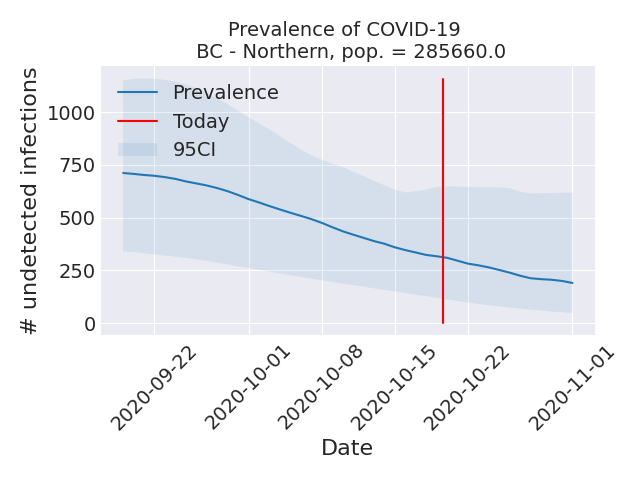 Prevalence of COVID-19
BC - Northern, pop. = 285660.0
# undetected infections
1000
750
500
250
0
Prevalence
Today
95CI
2020-09-22
2020-10-01
2020-10-08
2020-10-15
2020-10-22
2020-11-01
Date